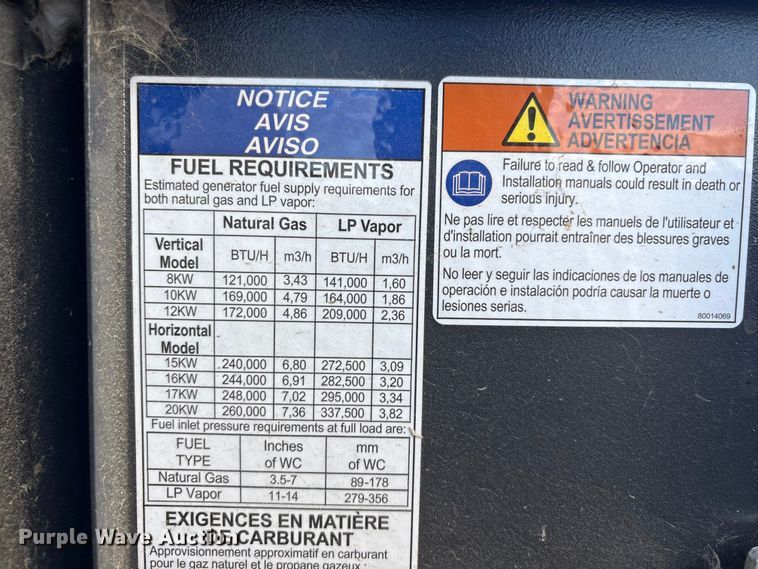 NOTICE
AVIS
AVISO
FUEL REQUIREMENTS
Estimated generator fuel supply requirements for
both natural gas and LP vapor:
Natural Gas LP Vapor
Vertical Model BTU/H m3/h BTU/H m3/h
8KW 121,000 3,43 141,000 1,60
10KW 169,000 4,79 164,000 1,86
12KW 172,000 4,86 209,000 2,36
Horizontal
Model
15KW 240,000 6,80 272,500 3,09
16KW 244,000 6,91 282,500 3,20
17KW 248,000 7,02 295,000 3,34
20KW 260,000 7,36 337,500 3,82
Fuel inlet pressure requirements at full load are:
FUEL Inches mm
TYPE of WC of WC
Natural Gas 3.5-7 89-178
LP Vapor 11-14 279-356
EXIGENCES EN MATIÈRE
DE CARBURANT
Approvisionnement approximatif en carburant
pour le gaz naturel et le propane gazeux :
WARNING
AVERTISSEMENT
ADVERTENCIA
Failure to read & follow Operator and
Installation manuals could result in death or
serious injury.
Ne pas lire et respecter les manuels de l'utilisateur et
d'installation pourrait entraîner des blessures graves
ou la mort.
No leer y seguir las indicaciones de los manuales de
operación e instalación podría causar la muerte o
lesiones serias.
80014069
Purple Wave Auction